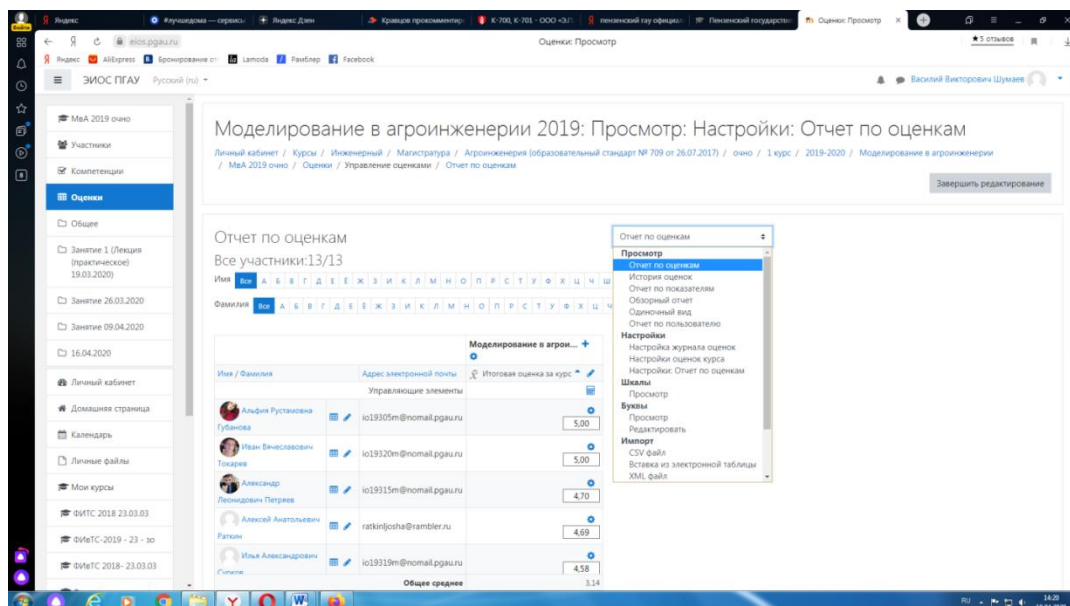 Яндекс
#лучшедома — сервисы
Яндекс Дзен
Кравцов прокомментир
К-700, К-701 - ООО «З.П.
пензенский гау официал
Пензенский государстве
Оценки: Просмотр
eios.pgau.ru
Оценки: Просмотр
★ 5 отзывов
Яндекс
AliExpress
Бронирование от
Lamoda
Рамблер
Facebook
ЭИОС ПГАУ
Русский (ru)
Василий Викторович Шумаев
МвА 2019 очно
Участники
Компетенции
Оценки
Общее
Занятие 1 (Лекция
(практическое)
19.03.2020)
Занятие 26.03.2020
Занятие 09.04.2020
16.04.2020
Личный кабинет
Домашняя страница
Календарь
Личные файлы
Мои курсы
ФИТС 2018 23.03.03
ФИвТС-2019 - 23 - зо
ФИвТС 2018- 23.03.03
Моделирование в агроинженерии 2019: Просмотр: Настройки: Отчет по оценкам
Личный кабинет / Курсы / Инженерный / Магистратура / Агроинженерия (образовательный стандарт № 709 от 26.07.2017) / очно / 1 курс / 2019-2020 / Моделирование в агроинженерии
/ МвА 2019 очно / Оценки / Управление оценками / Отчет по оценкам
Завершить редактирование
Отчет по оценкам
Все участники:13/13
Имя Все А Б В Г Д Е Ё Ж З И К Л М Н О П Р С Т У Ф Х Ц Ч Ш
Фамилия Все А Б В Г Д Е Ё Ж З И К Л М Н О П Р С Т У Ф Х Ц Ч
Моделирование в агрои...
Имя / Фамилия
Адрес электронной почты
Итоговая оценка за курс
Управляющие элементы
Альфия Рустамовна
Губанова
io19305m@nomail.pgau.ru
5,00
Иван Вячеславович
Токарев
io19320m@nomail.pgau.ru
5,00
Александр
Леонидович Петряев
io19315m@nomail.pgau.ru
4,70
Алексей Анатольевич
Раткин
ratkinljosha@rambler.ru
4,69
Илья Александрович
Сурков
io19319m@nomail.pgau.ru
4,58
Общее среднее
3,14
Отчет по оценкам
Просмотр
Отчет по оценкам
История оценок
Отчет по показателям
Обзорный отчет
Одиночный вид
Отчет по пользователю
Настройки
Настройка журнала оценок
Настройки оценок курса
Настройки: Отчет по оценкам
Шкалы
Просмотр
Буквы
Просмотр
Редактировать
Импорт
CSV файл
Вставка из электронной таблицы
XML файл
RU
14:20